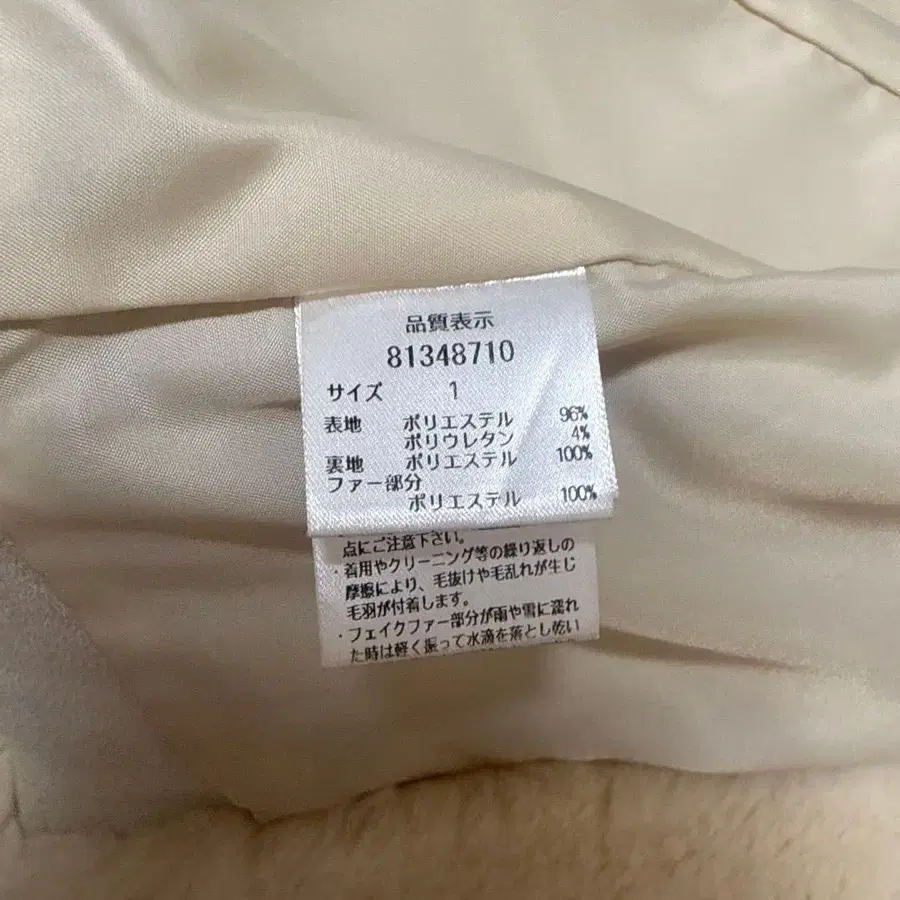 品質表示
81348710
サイズ 1
表地 ポリエステル 96%
ポリウレタン 4%
裏地 ポリエステル 100%
ファー部分
ポリエステル 100%
点にご注意下さい。
・着用やクリーニング等の繰り返しの
摩擦により、毛抜けや毛乱れが生じ
毛羽が付着します。
・フェイクファー部分が雨や雪に濡れ
た時は軽く振って水滴を落とし乾い